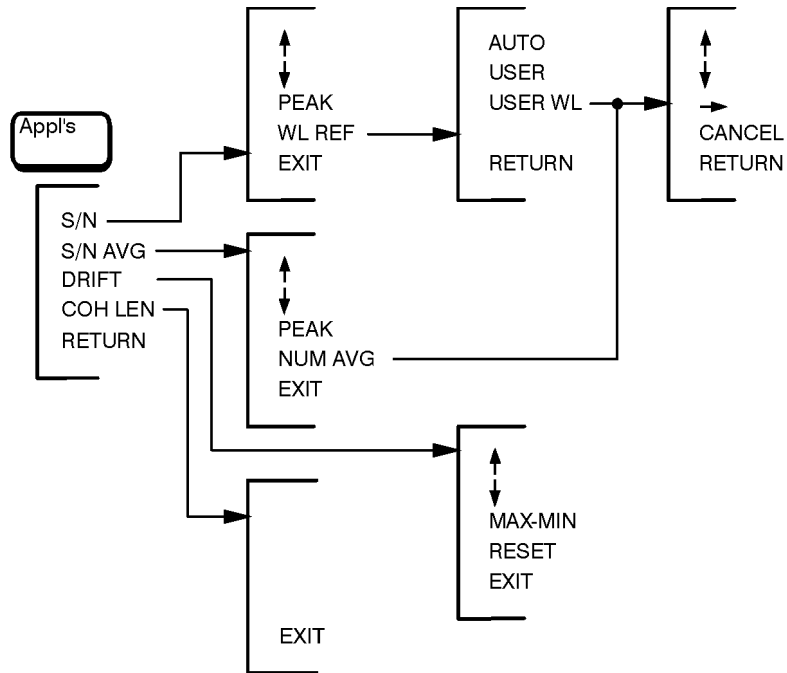 Appl's
S/N
S/N AVG
DRIFT
COH LEN
RETURN
PEAK
WL REF
EXIT
AUTO
USER
USER WL
RETURN
CANCEL
RETURN
PEAK
NUM AVG
EXIT
MAX-MIN
RESET
EXIT
EXIT